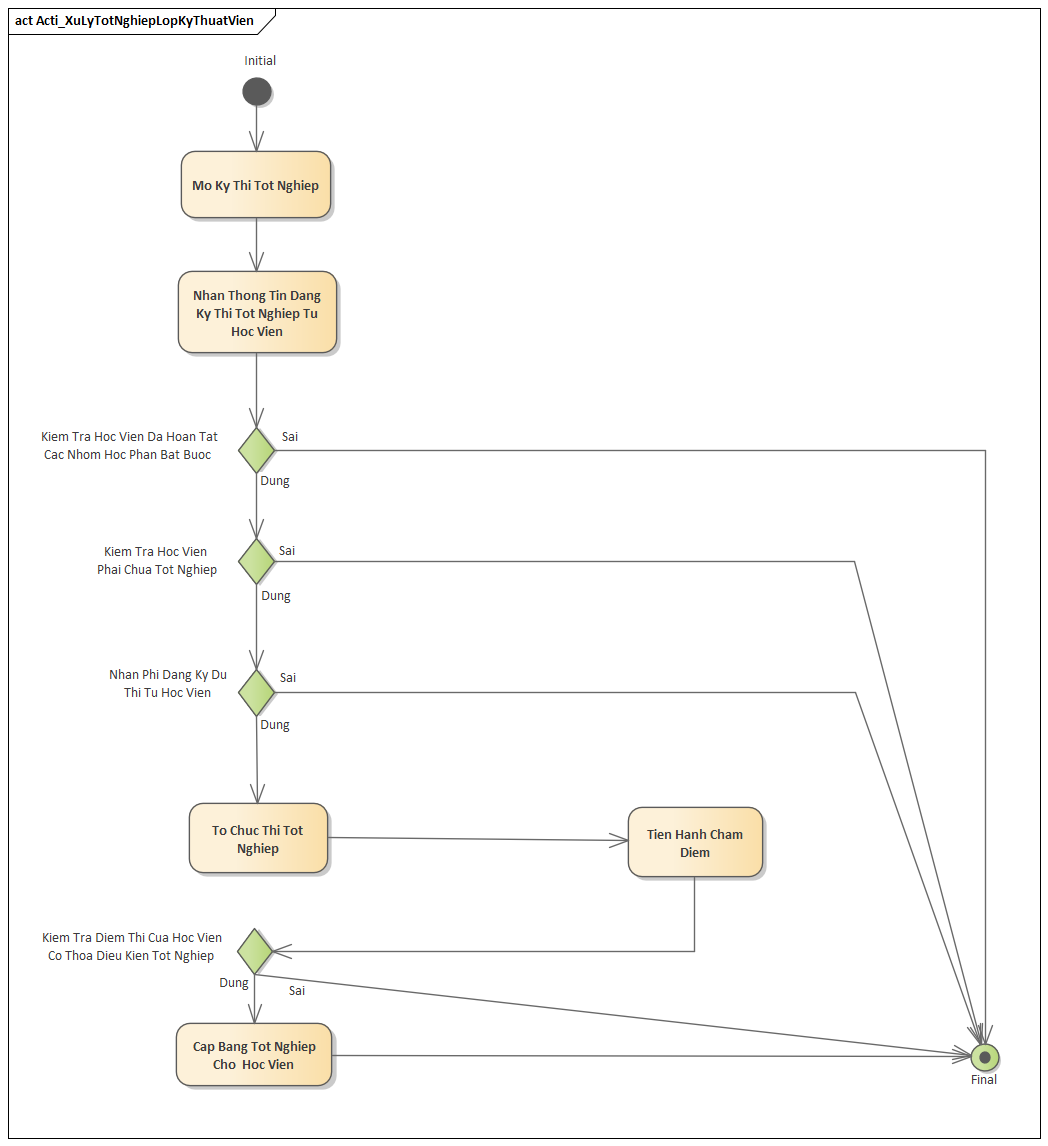 act Acti_XuLyTotNghiepLopKyThuatVien
Initial
Mo Ky Thi Tot Nghiep
Nhan Thong Tin Dang
Ky Thi Tot Nghiep Tu
Hoc Vien
Kiem Tra Hoc Vien Da Hoan Tat
Cac Nhom Hoc Phan Bat Buoc
Sai
Dung
Kiem Tra Hoc Vien
Phai Chua Tot Nghiep
Sai
Dung
Nhan Phi Dang Ky Du
Thi Tu Hoc Vien
Sai
Dung
To Chuc Thi Tot
Nghiep
Tien Hanh Cham
Diem
Kiem Tra Diem Thi Cua Hoc Vien
Co Thoa Dieu Kien Tot Nghiep
Dung
Sai
Cap Bang Tot Nghiep
Cho Hoc Vien
Final